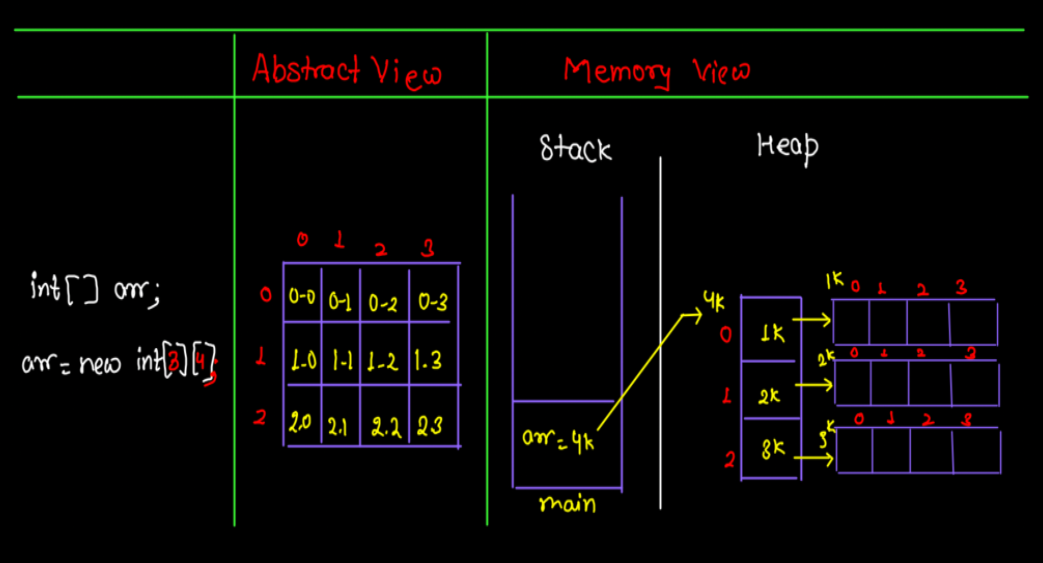 Abstract View
Memory View
Stack
Heap
int[] arr;
arr = new int[3][4];
0 1 2 3
0 0-0 0-1 0-2 0-3
1 1-0 1-1 1-2 1.3
2 2.0 2.1 2.2 23
arr = 4k
main
4k
0 1k
1 2k
2 3k
1k 0 1 2 3
2k 0 1 2 3
3k 0 1 2 3